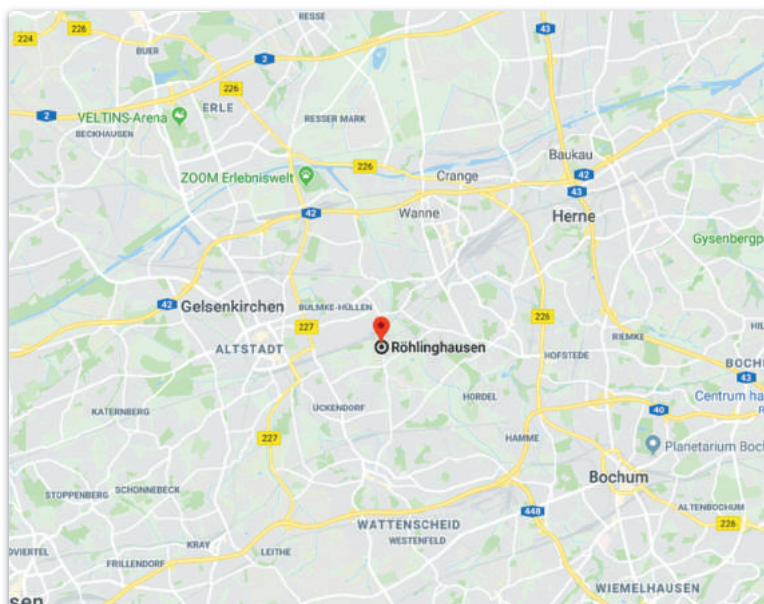 RESSE
43
226
224
BUER
2
226
ERLE
VELTINS-Arena
2
BECKHAUSEN
RESSER MARK
Baukau
226
ZOOM Erlebniswelt
Crange
42
43
42
Wanne
Herne
Gysenbergp
42
Gelsenkirchen
BULMKE-HÜLLEN
226
227
RIEMKE
HIL
ALTSTADT
Röhlinghausen
HOFSTEDE
BOCHU
43
Centrum ha
KATERNBERG
ÜCKENDORF
HORDEL
40
R
227
HAMME
Planetarium Boch
Bochum
STOPPENBERG
SCHONNEBECK
448
ALTENBOCHUM
226
WATTENSCHEID
WESTENFELD
KRAY
LEITHE
OVIERTEL
FRILLENDORF
WIEMELHAUSEN
sen